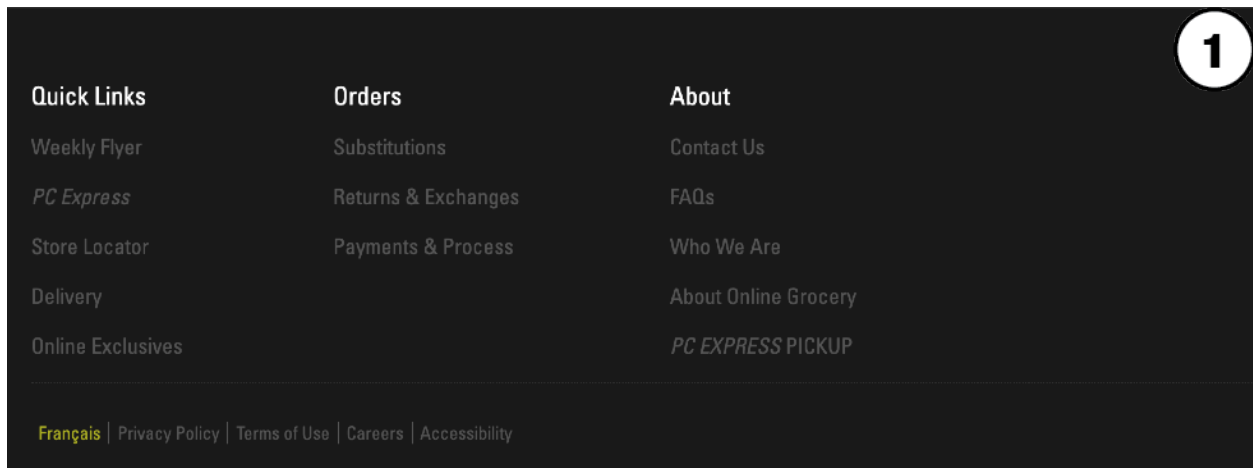 1
Quick Links
Weekly Flyer
PC Express
Store Locator
Delivery
Online Exclusives
Orders
Substitutions
Returns & Exchanges
Payments & Process
About
Contact Us
FAQs
Who We Are
About Online Grocery
PC EXPRESS PICKUP
Français | Privacy Policy | Terms of Use | Careers | Accessibility